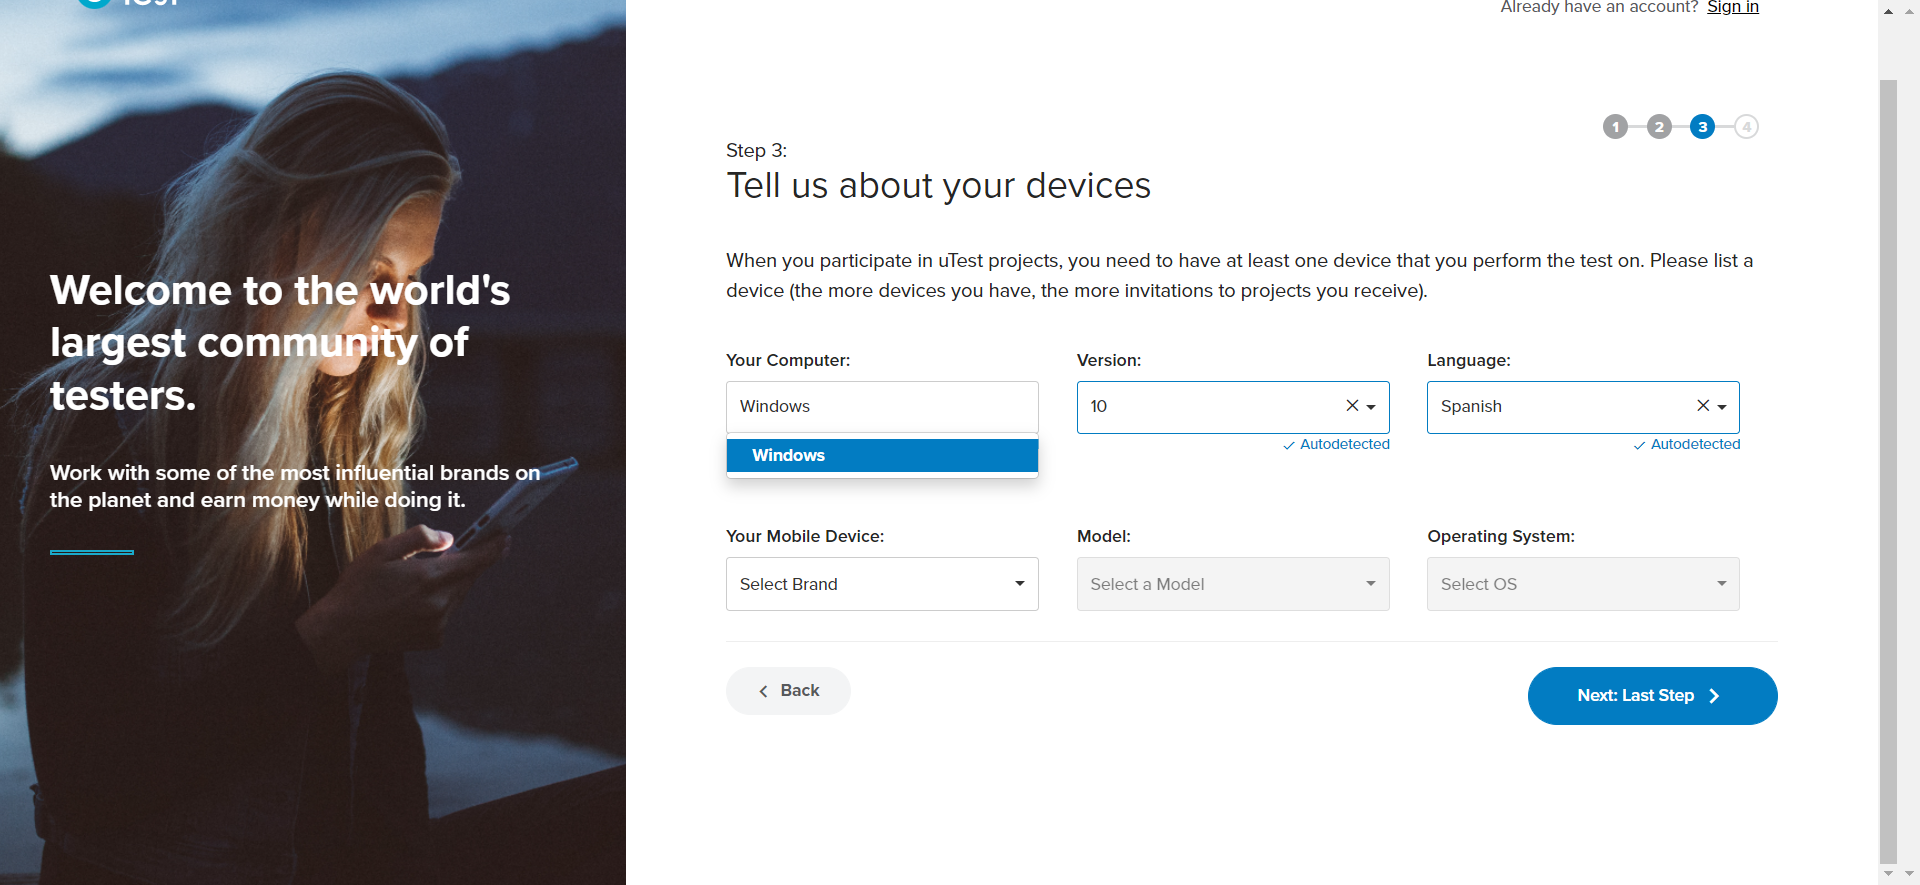 Already have an account? Sign in
1 2 3 4
Step 3:
Tell us about your devices
Welcome to the world's
largest community of
testers.
Work with some of the most influential brands on
the planet and earn money while doing it.
When you participate in uTest projects, you need to have at least one device that you perform the test on. Please list a
device (the more devices you have, the more invitations to projects you receive).
Your Computer: Version: Language:
Windows 10 Spanish
Autodetected Autodetected
Windows
Your Mobile Device: Model: Operating System:
Select Brand Select a Model Select OS
Back Next: Last Step